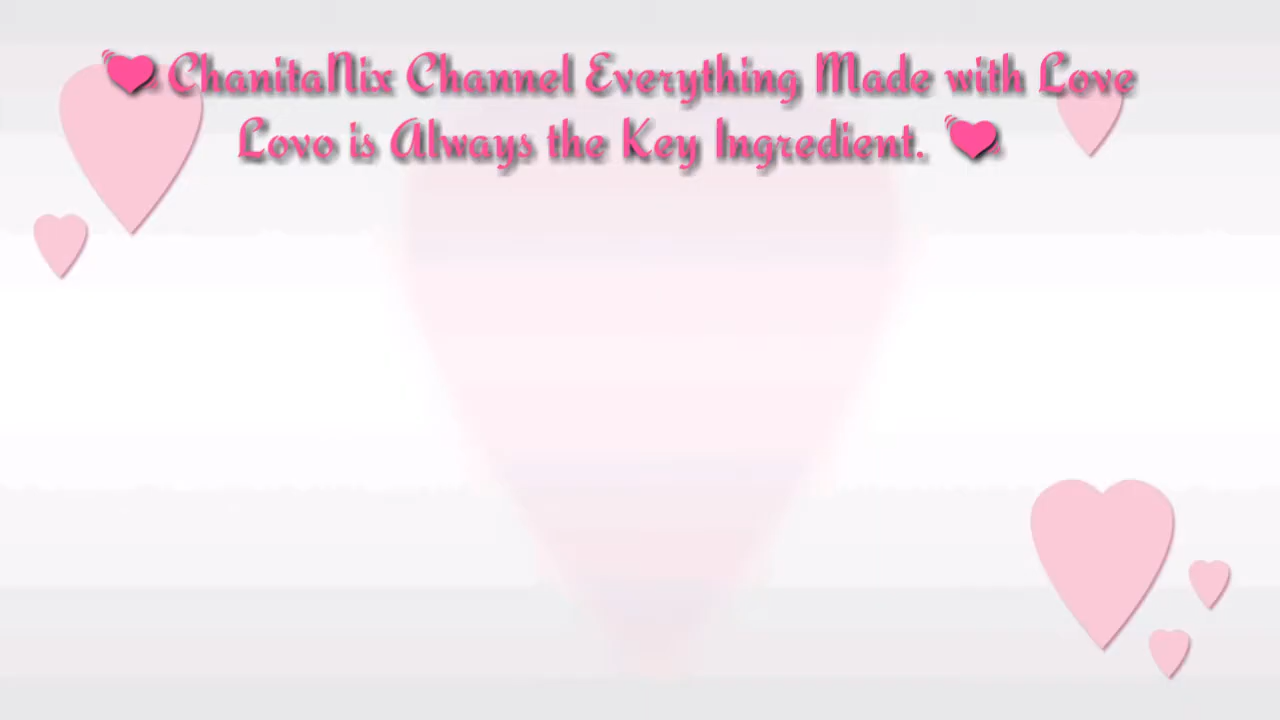 💓 ChanitaNix Channel Everything Made with Love
Lovo is Always the Key Ingredient. 💓